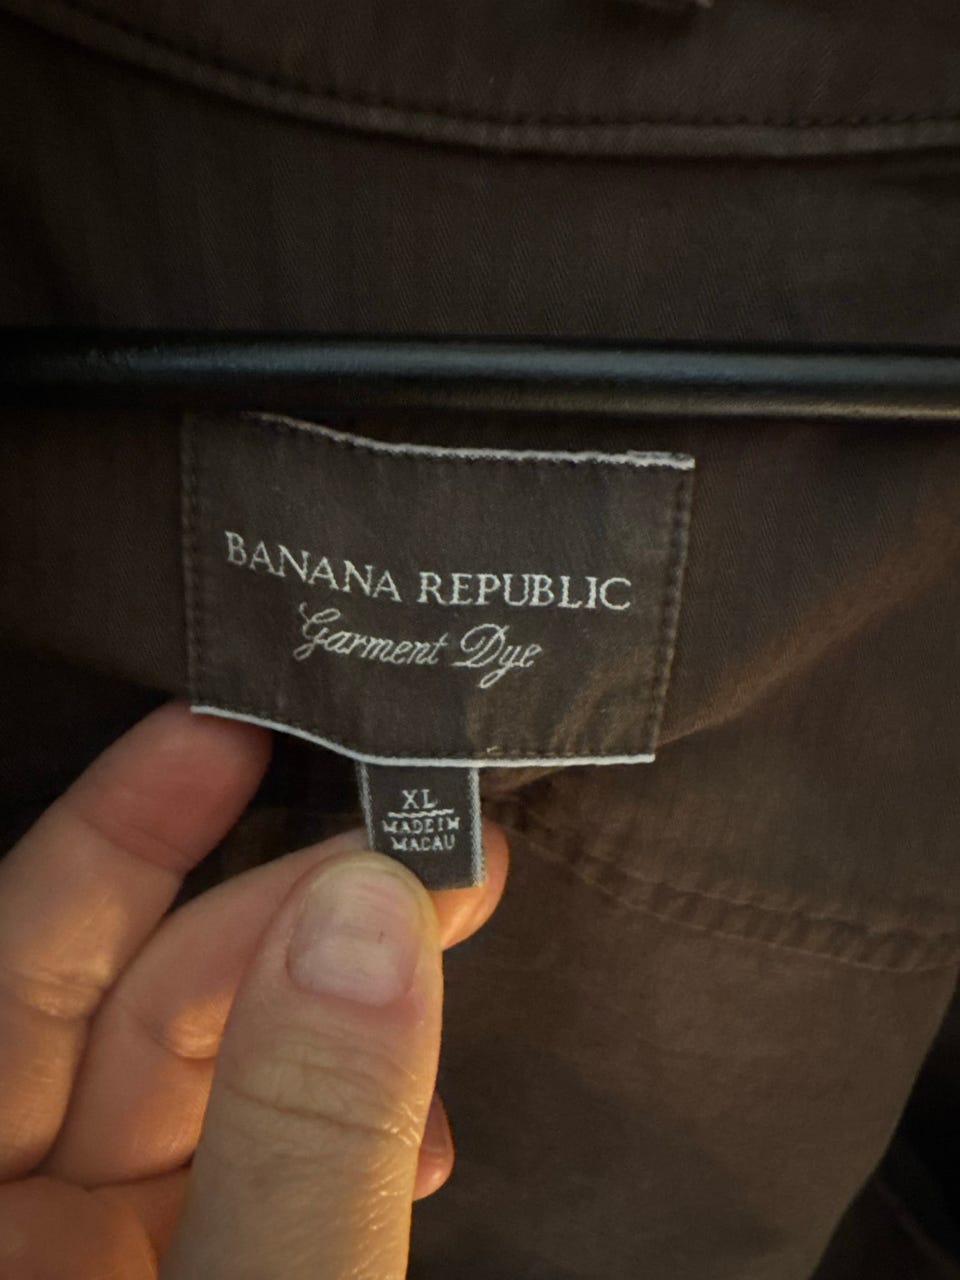 BANANA REPUBLIC
Garment Dye
XL
MADE IN
MACAU